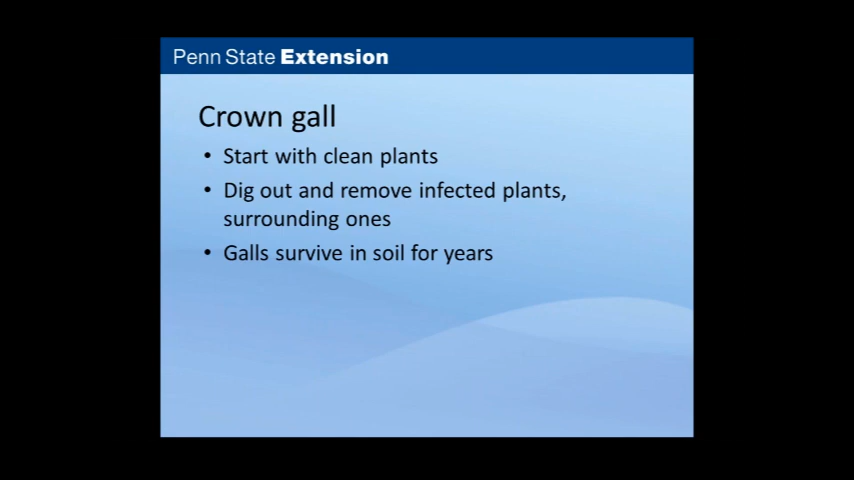 Penn State Extension
Crown gall
• Start with clean plants
• Dig out and remove infected plants,
surrounding ones
• Galls survive in soil for years